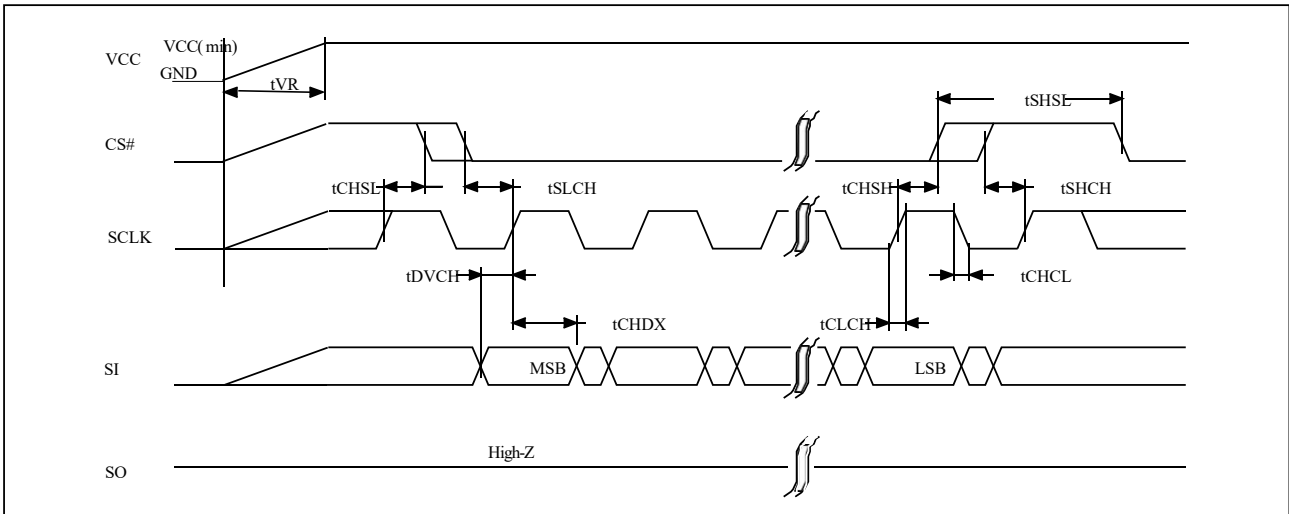 VCC
VCC( min)
GND
tVR
tSHSL
CS#
tCHSL
tSLCH
tCHSH
tSHCH
SCLK
tDVCH
tCHCL
tCHDX
tCLCH
SI
MSB
LSB
High-Z
SO